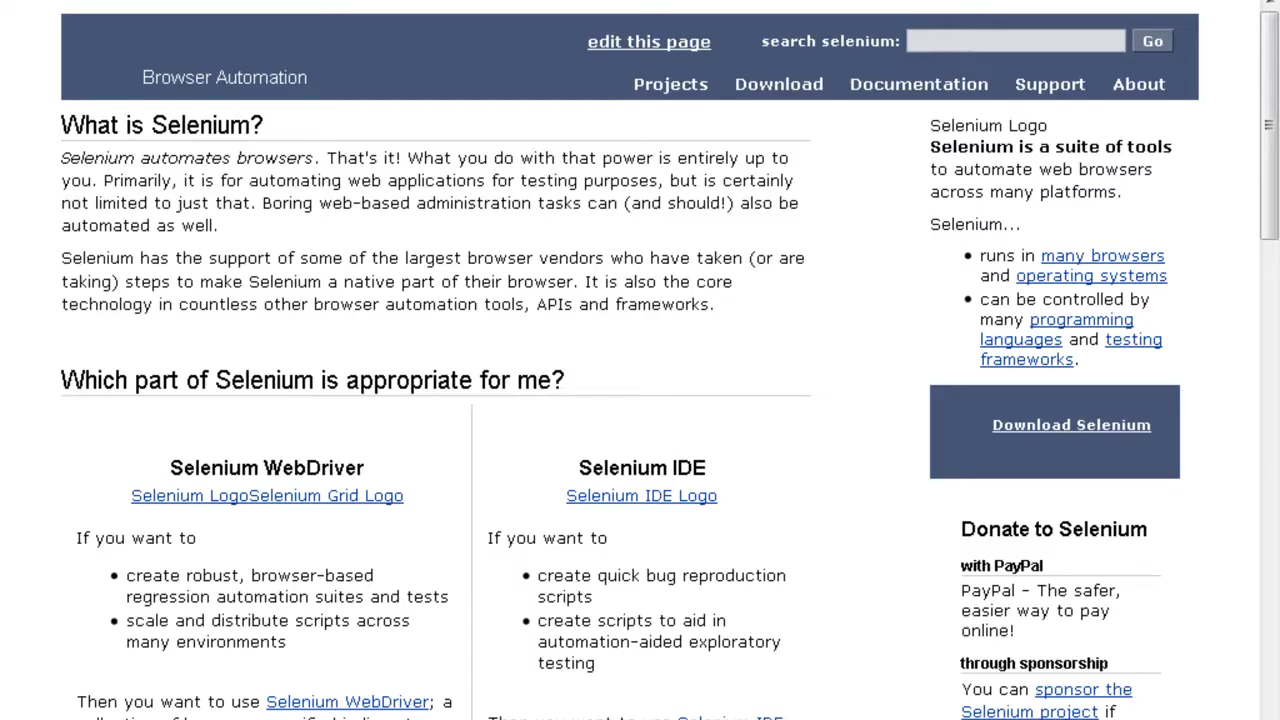 edit this page
search selenium:
Go
Browser Automation
Projects Download Documentation Support About
What is Selenium?
Selenium automates browsers. That's it! What you do with that power is entirely up to
you. Primarily, it is for automating web applications for testing purposes, but is certainly
not limited to just that. Boring web-based administration tasks can (and should!) also be
automated as well.
Selenium has the support of some of the largest browser vendors who have taken (or are
taking) steps to make Selenium a native part of their browser. It is also the core
technology in countless other browser automation tools, APIs and frameworks.
Which part of Selenium is appropriate for me?
Selenium WebDriver
Selenium LogoSelenium Grid Logo
If you want to
• create robust, browser-based
regression automation suites and tests
• scale and distribute scripts across
many environments
Then you want to use Selenium WebDriver; a
Selenium IDE
Selenium IDE Logo
If you want to
• create quick bug reproduction
scripts
• create scripts to aid in
automation-aided exploratory
testing
Then you want to use Selenium IDE;
Selenium Logo
Selenium is a suite of tools
to automate web browsers
across many platforms.
Selenium...
• runs in many browsers
and operating systems
• can be controlled by
many programming
languages and testing
frameworks.
Download Selenium
Donate to Selenium
with PayPal
PayPal - The safer,
easier way to pay
online!
through sponsorship
You can sponsor the
Selenium project if